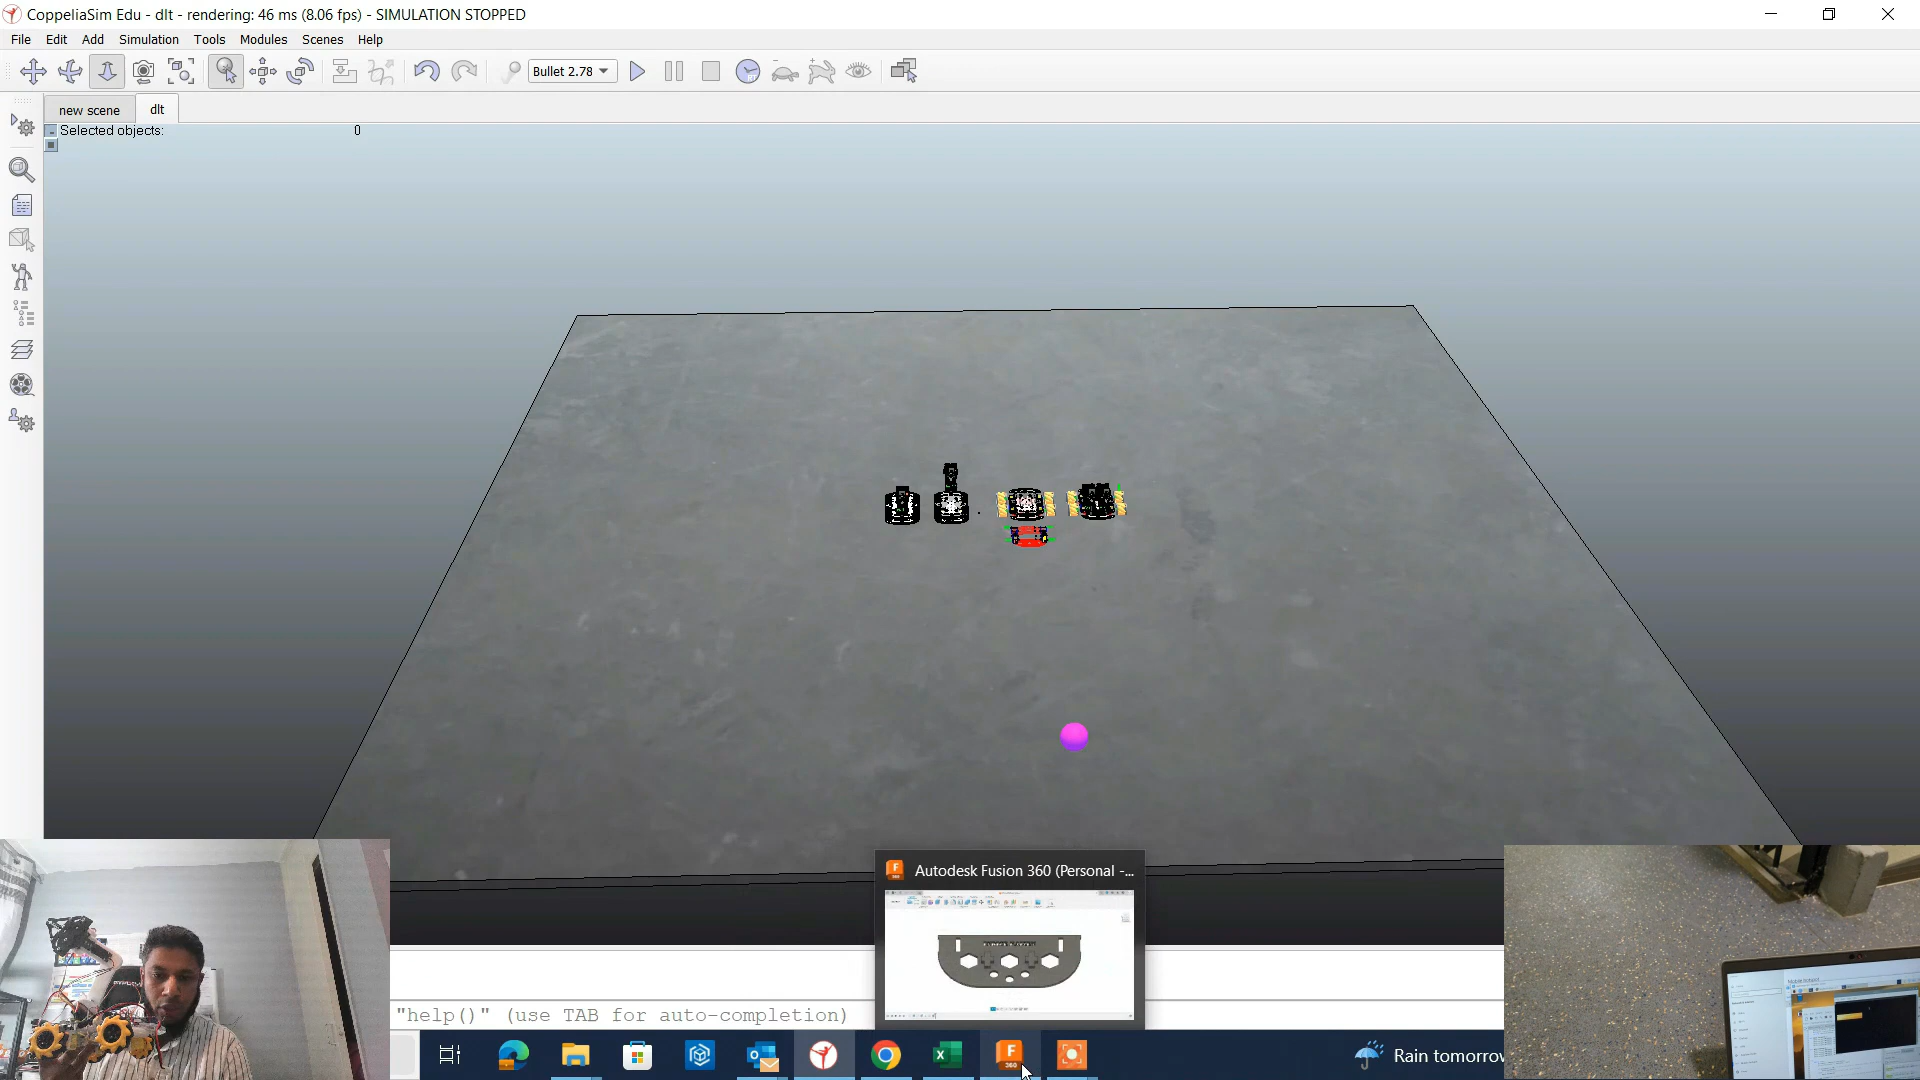 CoppeliaSim Edu - dlt - rendering: 46 ms (8.06 fps) - SIMULATION STOPPED
File Edit Add Simulation Tools Modules Scenes Help
Bullet 2.78
new scene dlt
Selected objects: 0
Autodesk Fusion 360 (Personal -...
"help()" (use TAB for auto-completion)
Rain tomorrow